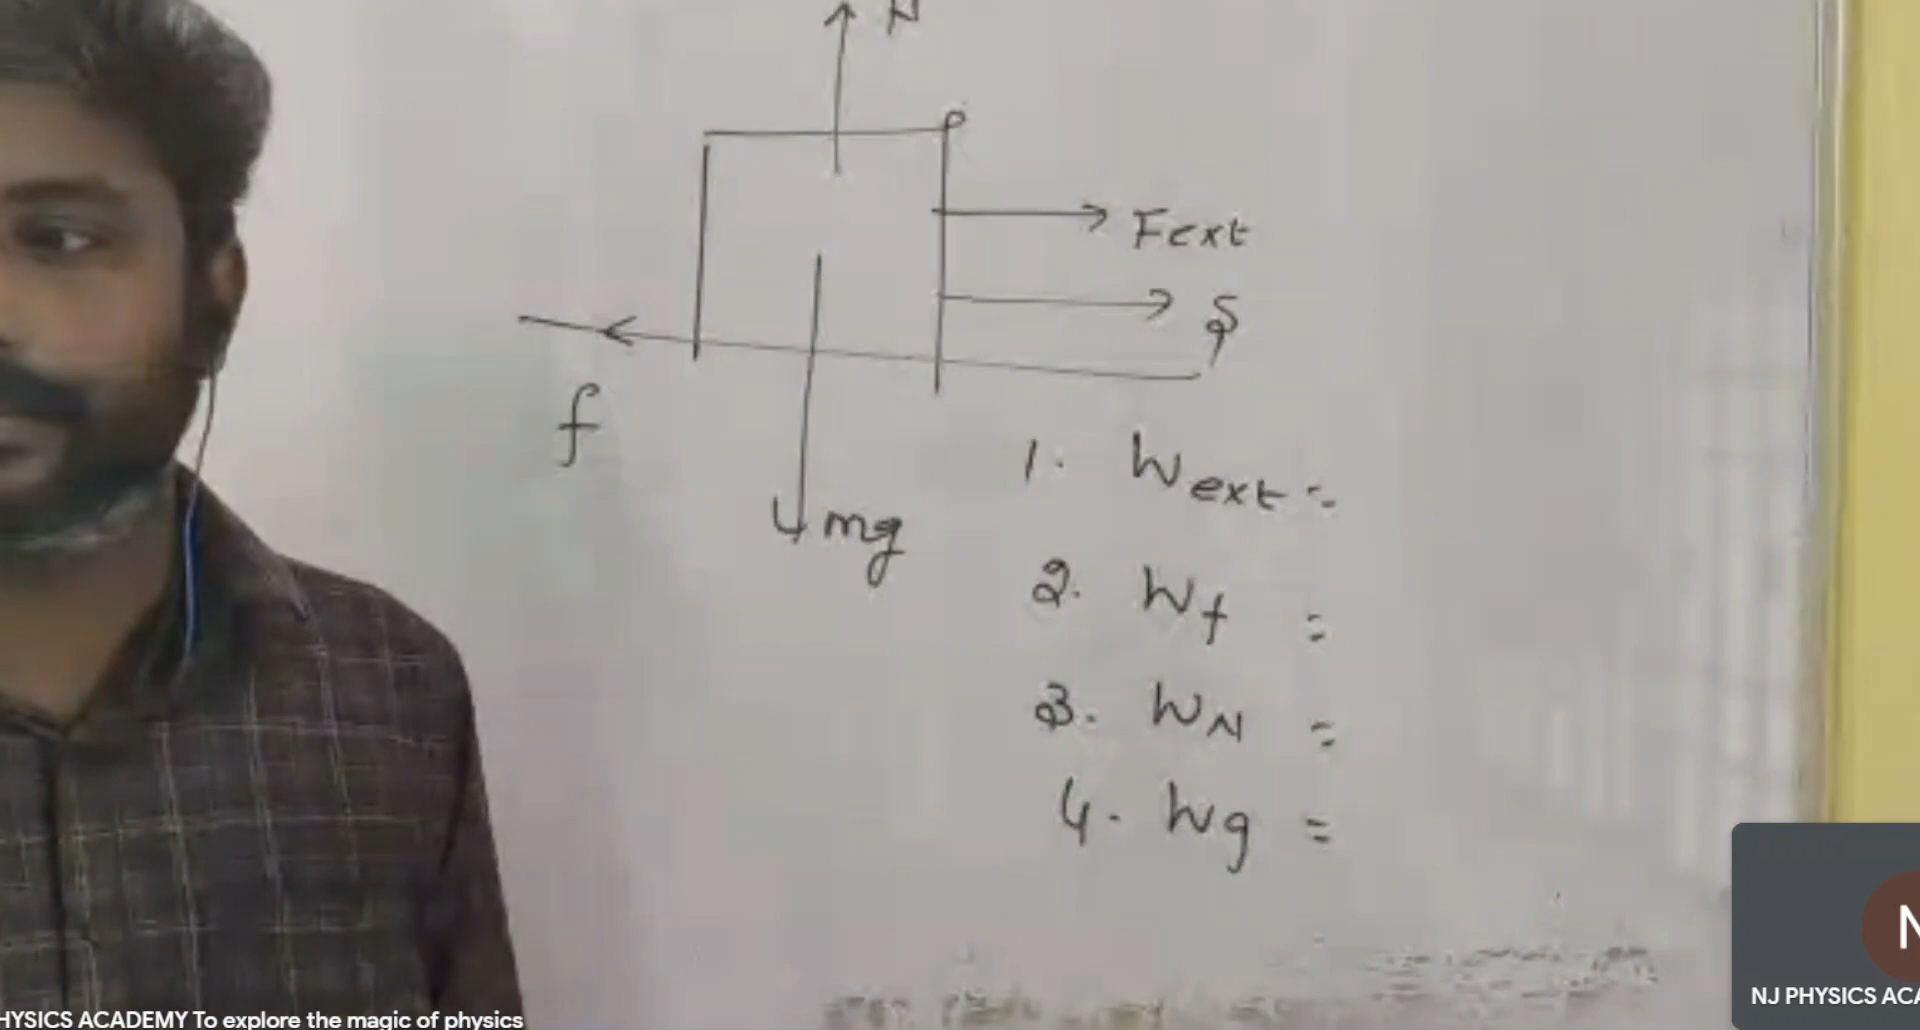 N
Fext
S
f
mg
1. Wext =
2. Wf =
3. WN =
4. Wg =
N
NJ PHYSICS ACA
HYSICS ACADEMY To explore the magic of physics